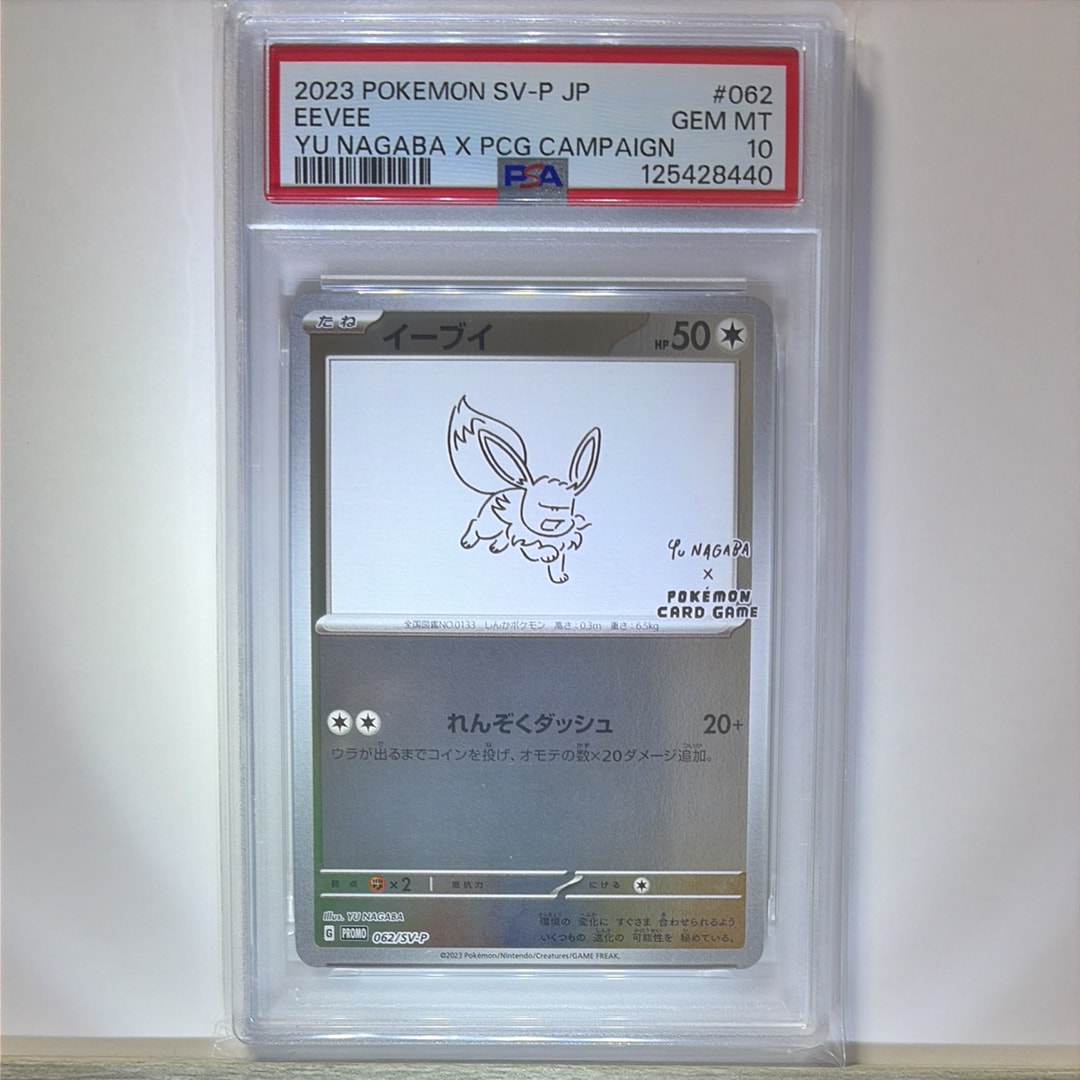 2023 POKEMON SV-P JP #062
EEVEE GEM MT
YU NAGABA X PCG CAMPAIGN 10
PSA 125428440
たね イーブイ HP 50
Yu NAGABA
X
POKÉMON
CARD GAME
全国図鑑NO.0133 しんかポケモン 高さ:0.3m 重さ:6.5kg
れんぞくダッシュ 20+
ウラが出るまでコインを投げ、オモテの数×20ダメージ追加。
弱点 ×2 抵抗力 にげる
Illus. YU NAGABA
環境の 変化に すぐさま 合わせられるよう
G PROMO 062/SV-P
いくつもの 進化の 可能性を 秘めている。
©2023 Pokémon/Nintendo/Creatures/GAME FREAK.